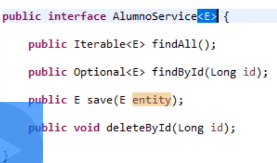 public interface AlumnoService<E> {
public Iterable<E> findAll();
public Optional<E> findById(Long id);
public E save(E entity);
public void deleteById(Long id);
}